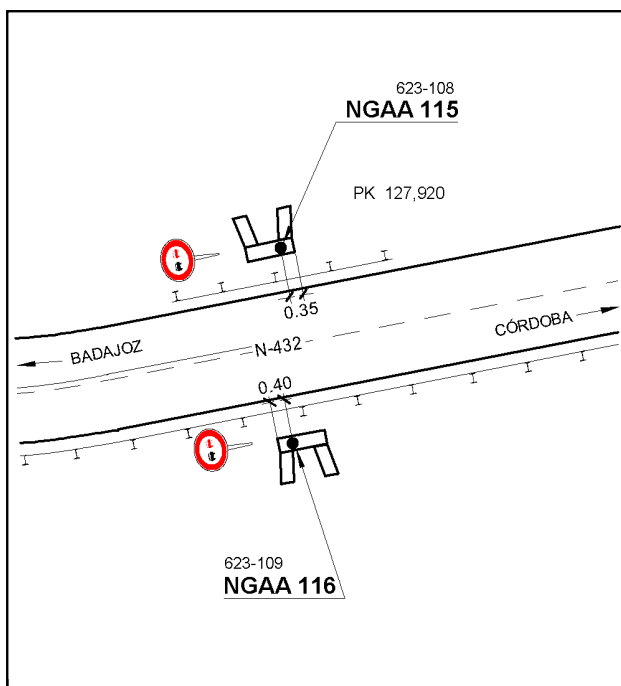 623-108
NGAA 115
PK 127,920
0.35
CÓRDOBA
N-432
BADAJOZ
0.40
623-109
NGAA 116